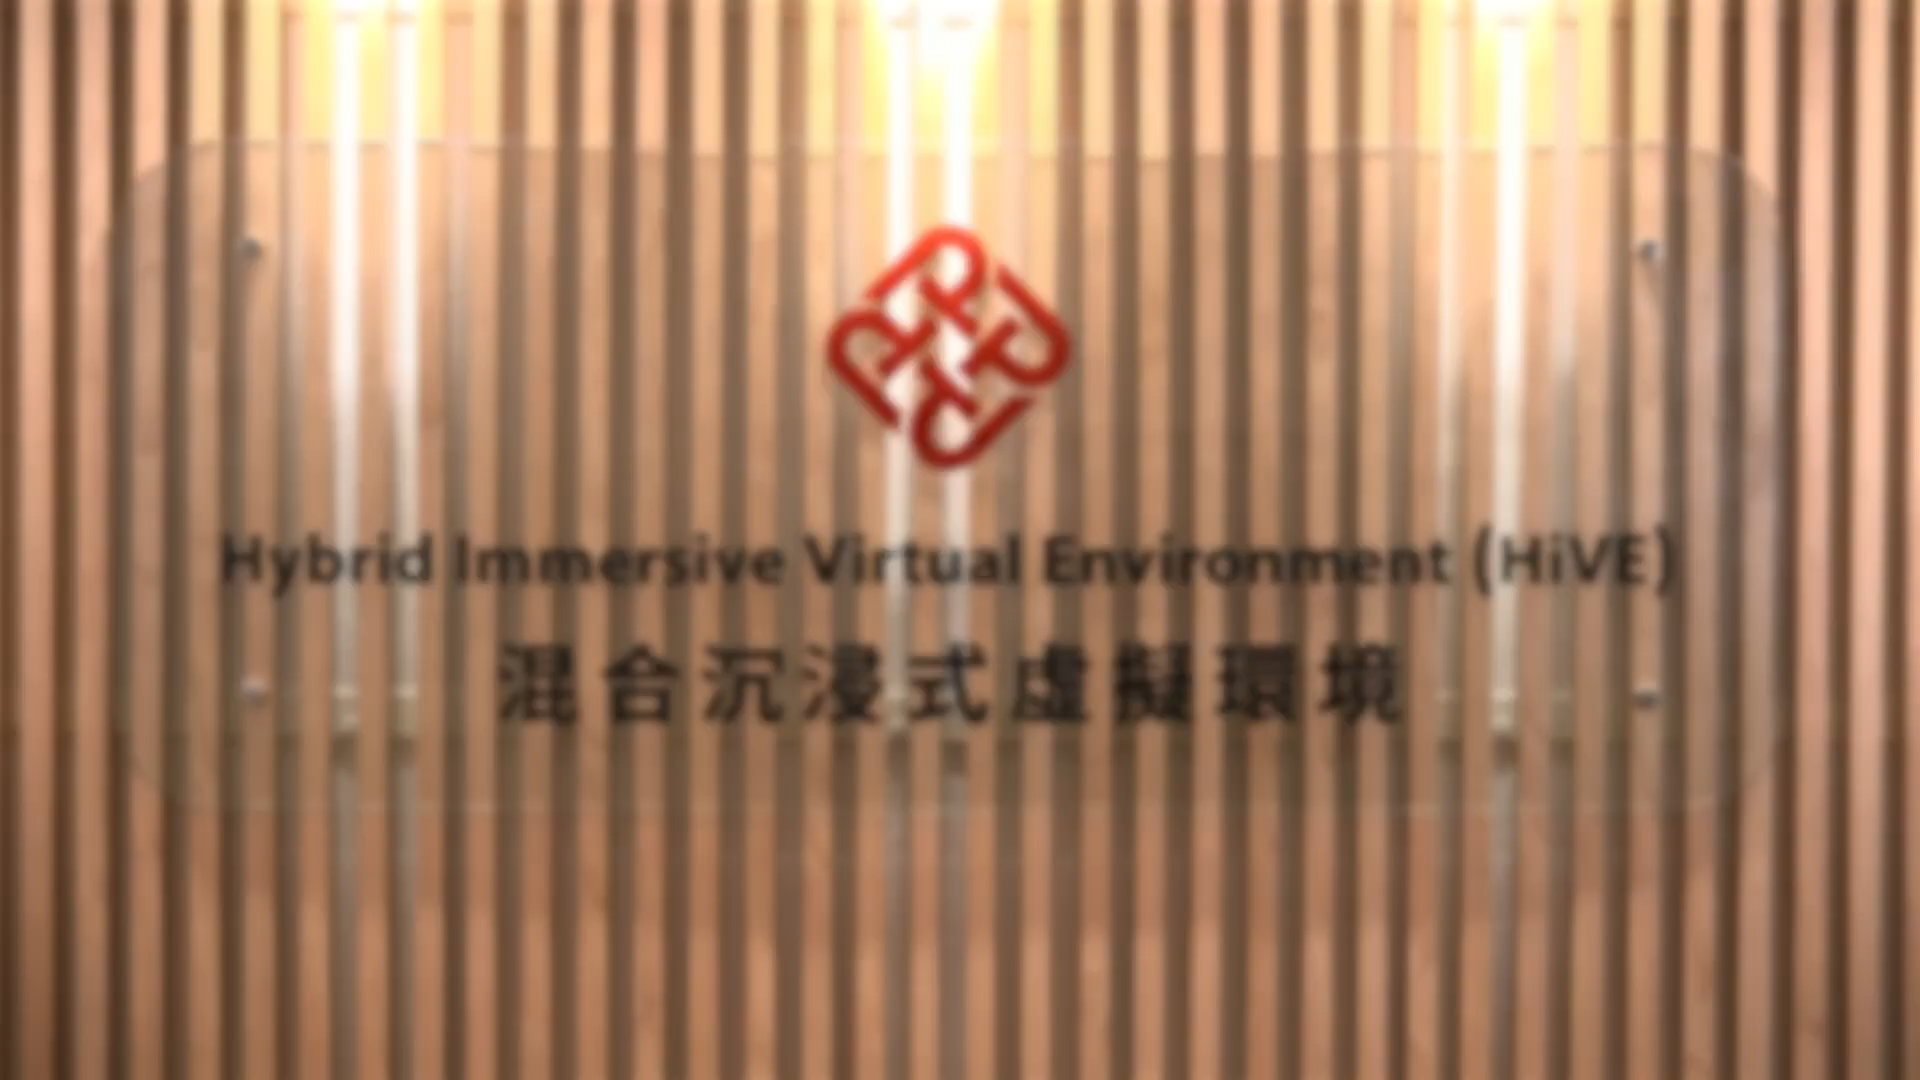 Hybrid Immersive Virtual Environment (HiVE)
混合沉浸式虛擬環境